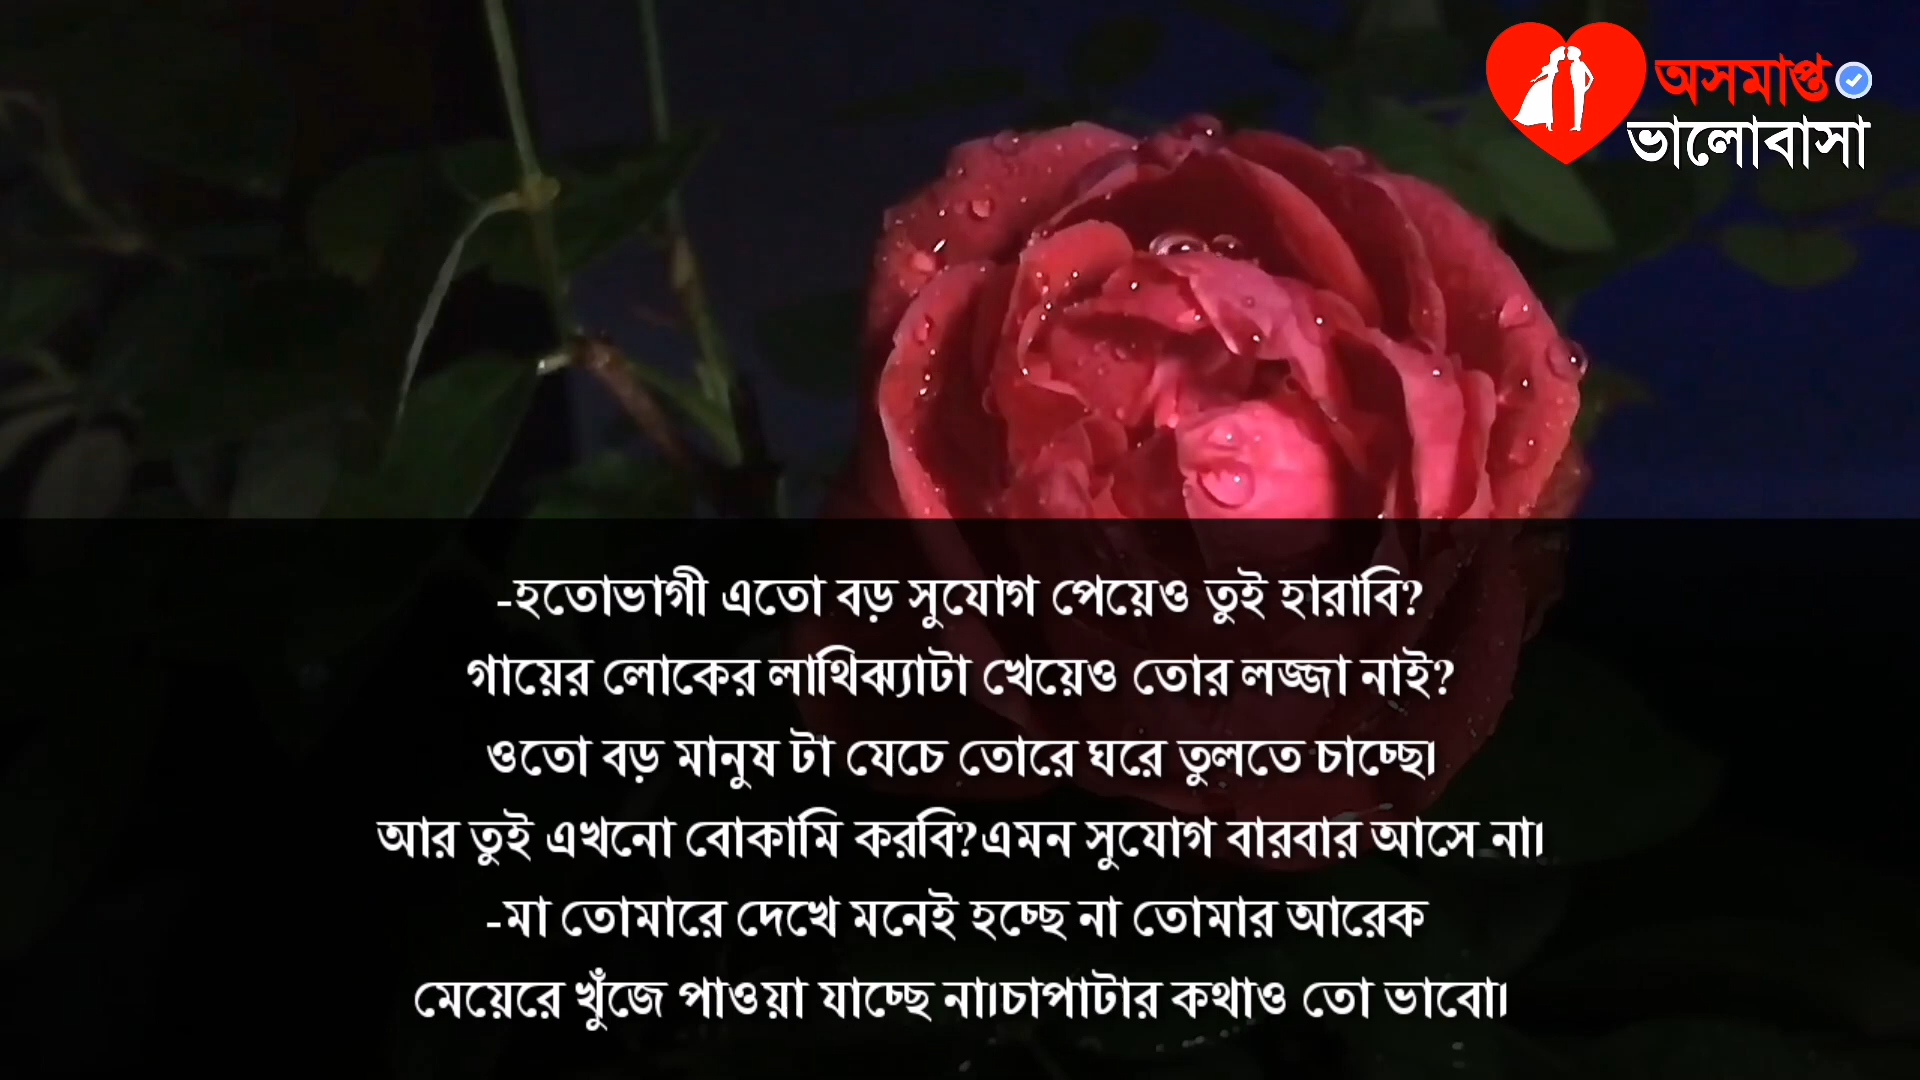 অসমাপ্ত
ভালোবাসা
-হতোভাগী এতো বড় সুযোগ পেয়েও তুই হারাবি?
গায়ের লোকের লাথিঝ্যাটা খেয়েও তোর লজ্জা নাই?
ওতো বড় মানুষ টা যেচে তোরে ঘরে তুলতে চাচ্ছে।
আর তুই এখনো বোকামি করবি?এমন সুযোগ বারবার আসে না।
-মা তোমারে দেখে মনেই হচ্ছে না তোমার আরেক
মেয়েরে খুঁজে পাওয়া যাচ্ছে না।চাপাটার কথাও তো ভাবো।